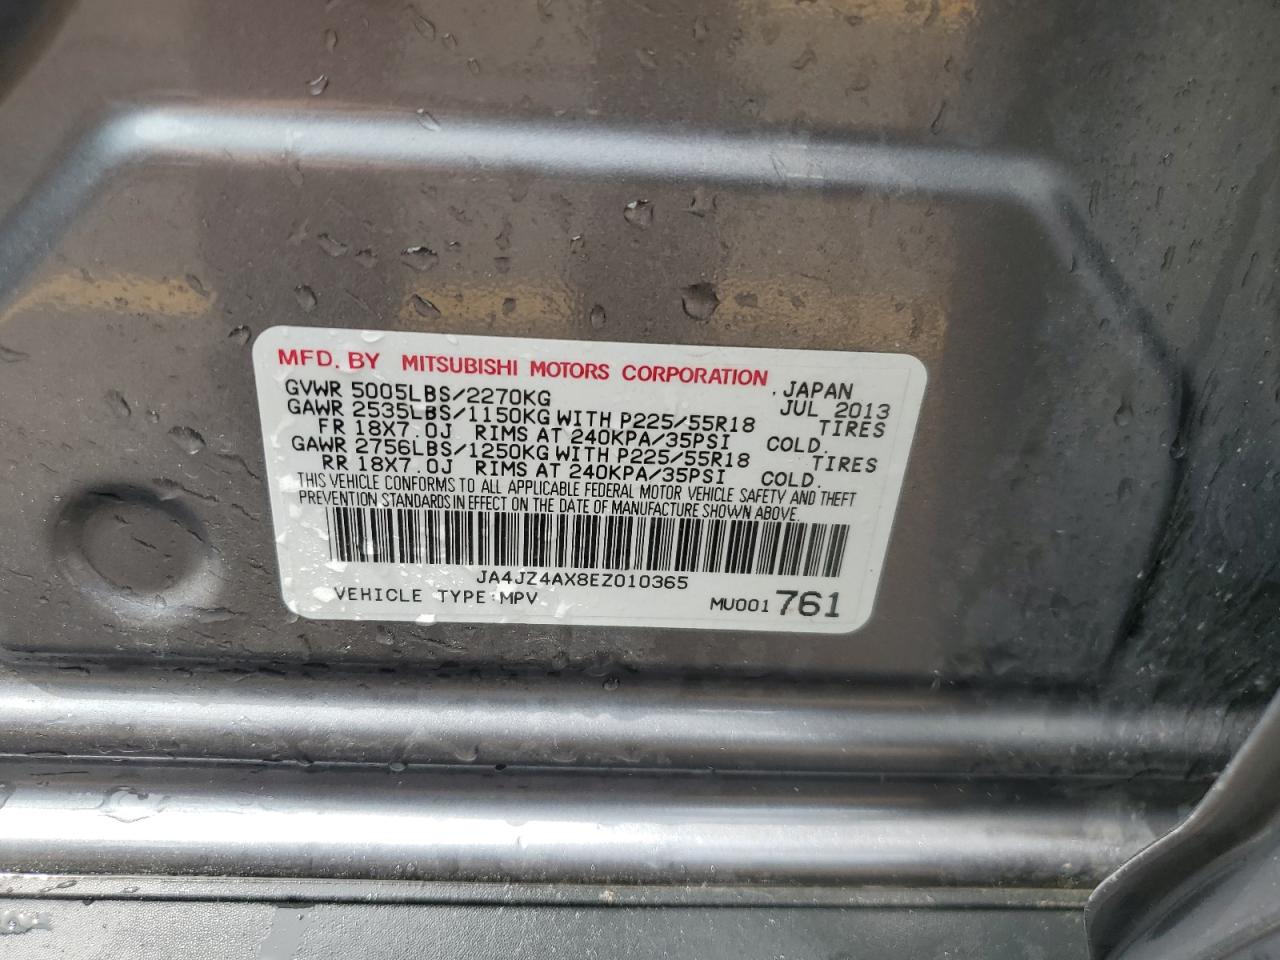 MFD. BY MITSUBISHI MOTORS CORPORATION JAPAN
GVWR 5005LBS/2270KG JUL 2013
GAWR 2535LBS/1150KG WITH P225/55R18 TIRES
FR 18X7.0J RIMS AT 240KPA/35PSI COLD.
GAWR 2756LBS/1250KG WITH P225/55R18 TIRES
RR 18X7.0J RIMS AT 240KPA/35PSI COLD.
THIS VEHICLE CONFORMS TO ALL APPLICABLE FEDERAL MOTOR VEHICLE SAFETY AND THEFT
PREVENTION STANDARDS IN EFFECT ON THE DATE OF MANUFACTURE SHOWN ABOVE.
JA4JZ4AX8EZ010365
VEHICLE TYPE:MPV MU001761